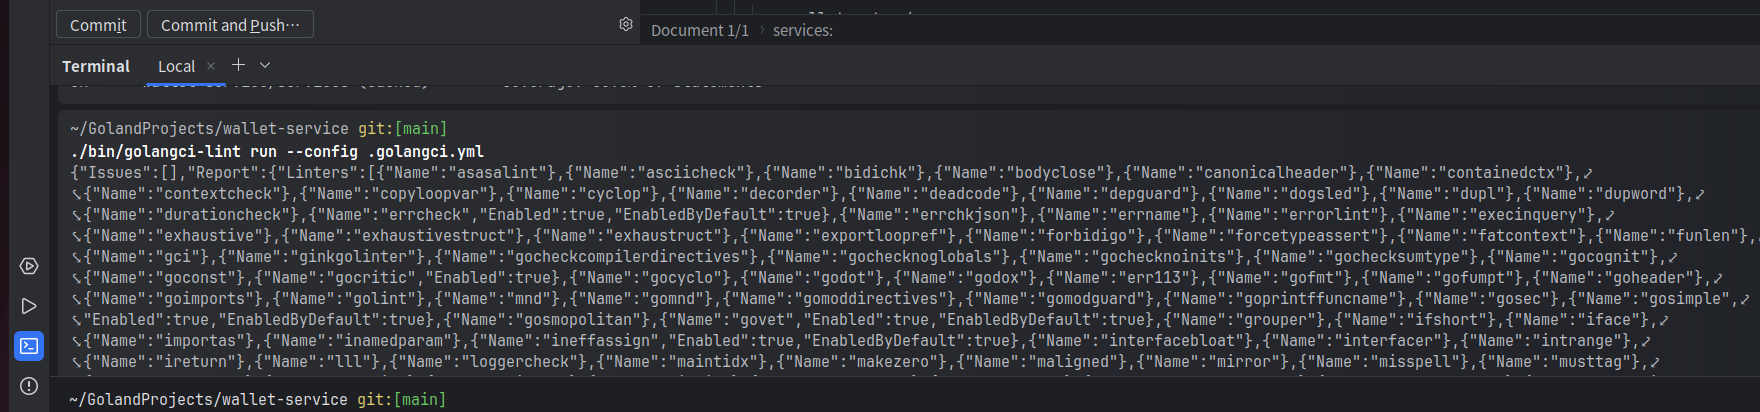 Commit
Commit and Push...
Document 1/1 > services:
Terminal Local × +
~/GolandProjects/wallet-service git:[main]
./bin/golangci-lint run --config .golangci.yml
{"Issues":[],"Report":{"Linters":[{"Name":"asasalint"},{"Name":"asciicheck"},{"Name":"bidichk"},{"Name":"bodyclose"},{"Name":"canonicalheader"},{"Name":"containedctx"},
{"Name":"contextcheck"},{"Name":"copyloopvar"},{"Name":"cyclop"},{"Name":"decorder"},{"Name":"deadcode"},{"Name":"depguard"},{"Name":"dogsled"},{"Name":"dupl"},{"Name":"dupword"},
{"Name":"durationcheck"},{"Name":"errcheck","Enabled":true,"EnabledByDefault":true},{"Name":"errchkjson"},{"Name":"errname"},{"Name":"errorlint"},{"Name":"execinquery"},
{"Name":"exhaustive"},{"Name":"exhaustivestruct"},{"Name":"exhaustruct"},{"Name":"exportloopref"},{"Name":"forbidigo"},{"Name":"forcetypeassert"},{"Name":"fatcontext"},{"Name":"funlen"},
{"Name":"gci"},{"Name":"ginkgolinter"},{"Name":"gocheckcompilerdirectives"},{"Name":"gochecknoglobals"},{"Name":"gochecknoinits"},{"Name":"gochecksumtype"},{"Name":"gocognit"},
{"Name":"goconst"},{"Name":"gocritic","Enabled":true},{"Name":"gocyclo"},{"Name":"godot"},{"Name":"godox"},{"Name":"err113"},{"Name":"gofmt"},{"Name":"gofumpt"},{"Name":"goheader"},
{"Name":"goimports"},{"Name":"golint"},{"Name":"mnd"},{"Name":"gomnd"},{"Name":"gomoddirectives"},{"Name":"gomodguard"},{"Name":"goprintffuncname"},{"Name":"gosec"},{"Name":"gosimple",
"Enabled":true,"EnabledByDefault":true},{"Name":"gosmopolitan"},{"Name":"govet","Enabled":true,"EnabledByDefault":true},{"Name":"grouper"},{"Name":"ifshort"},{"Name":"iface"},
{"Name":"importas"},{"Name":"inamedparam"},{"Name":"ineffassign","Enabled":true,"EnabledByDefault":true},{"Name":"interfacebloat"},{"Name":"interfacer"},{"Name":"intrange"},
{"Name":"ireturn"},{"Name":"lll"},{"Name":"loggercheck"},{"Name":"maintidx"},{"Name":"makezero"},{"Name":"maligned"},{"Name":"mirror"},{"Name":"misspell"},{"Name":"musttag"},
~/GolandProjects/wallet-service git:[main]